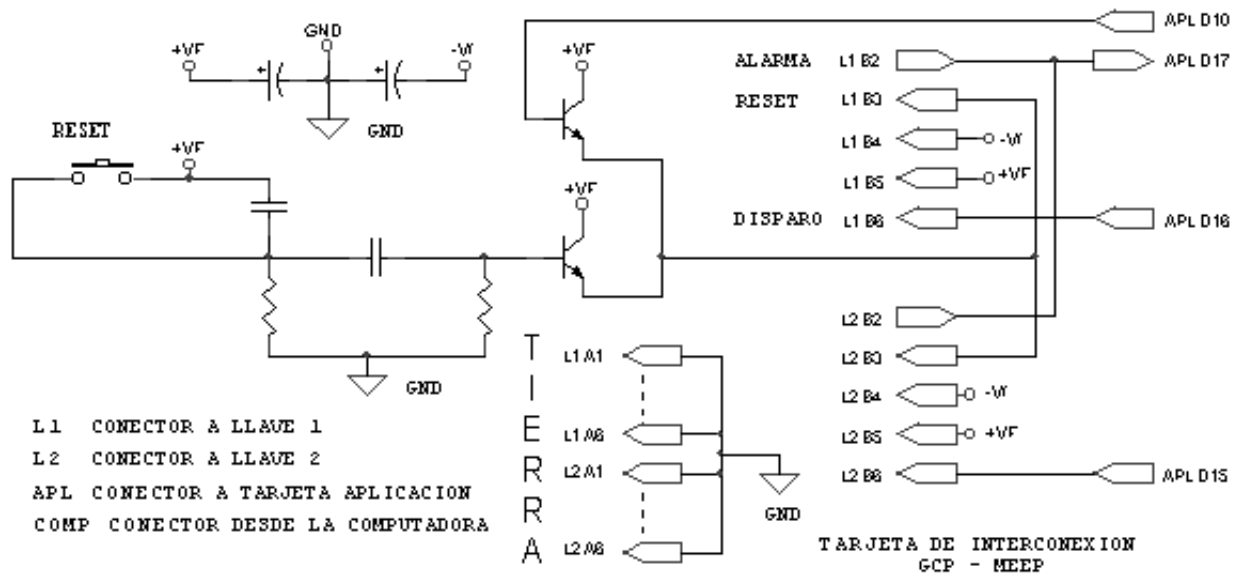 GND
APL D10
+VF
-Vf
+VF
ALARMA L1 B2
APL D17
RESET L1 B3
GND
RESET
+VF
L1 B4 -Vf
L1 B5 +VF
+VF
DISPARO L1 B6
APL D16
L2 B2
L2 B3
GND
L2 B4 -Vf
L2 B5 +VF
L2 B6
APL D15
TIERRA
L1 A1
L1 A6
L2 A1
L2 A6
GND
L1 CONECTOR A LLAVE 1
L2 CONECTOR A LLAVE 2
APL CONECTOR A TARJETA APLICACION
COMP CONECTOR DESDE LA COMPUTADORA
TARJETA DE INTERCONEXION
GCP - MEEP